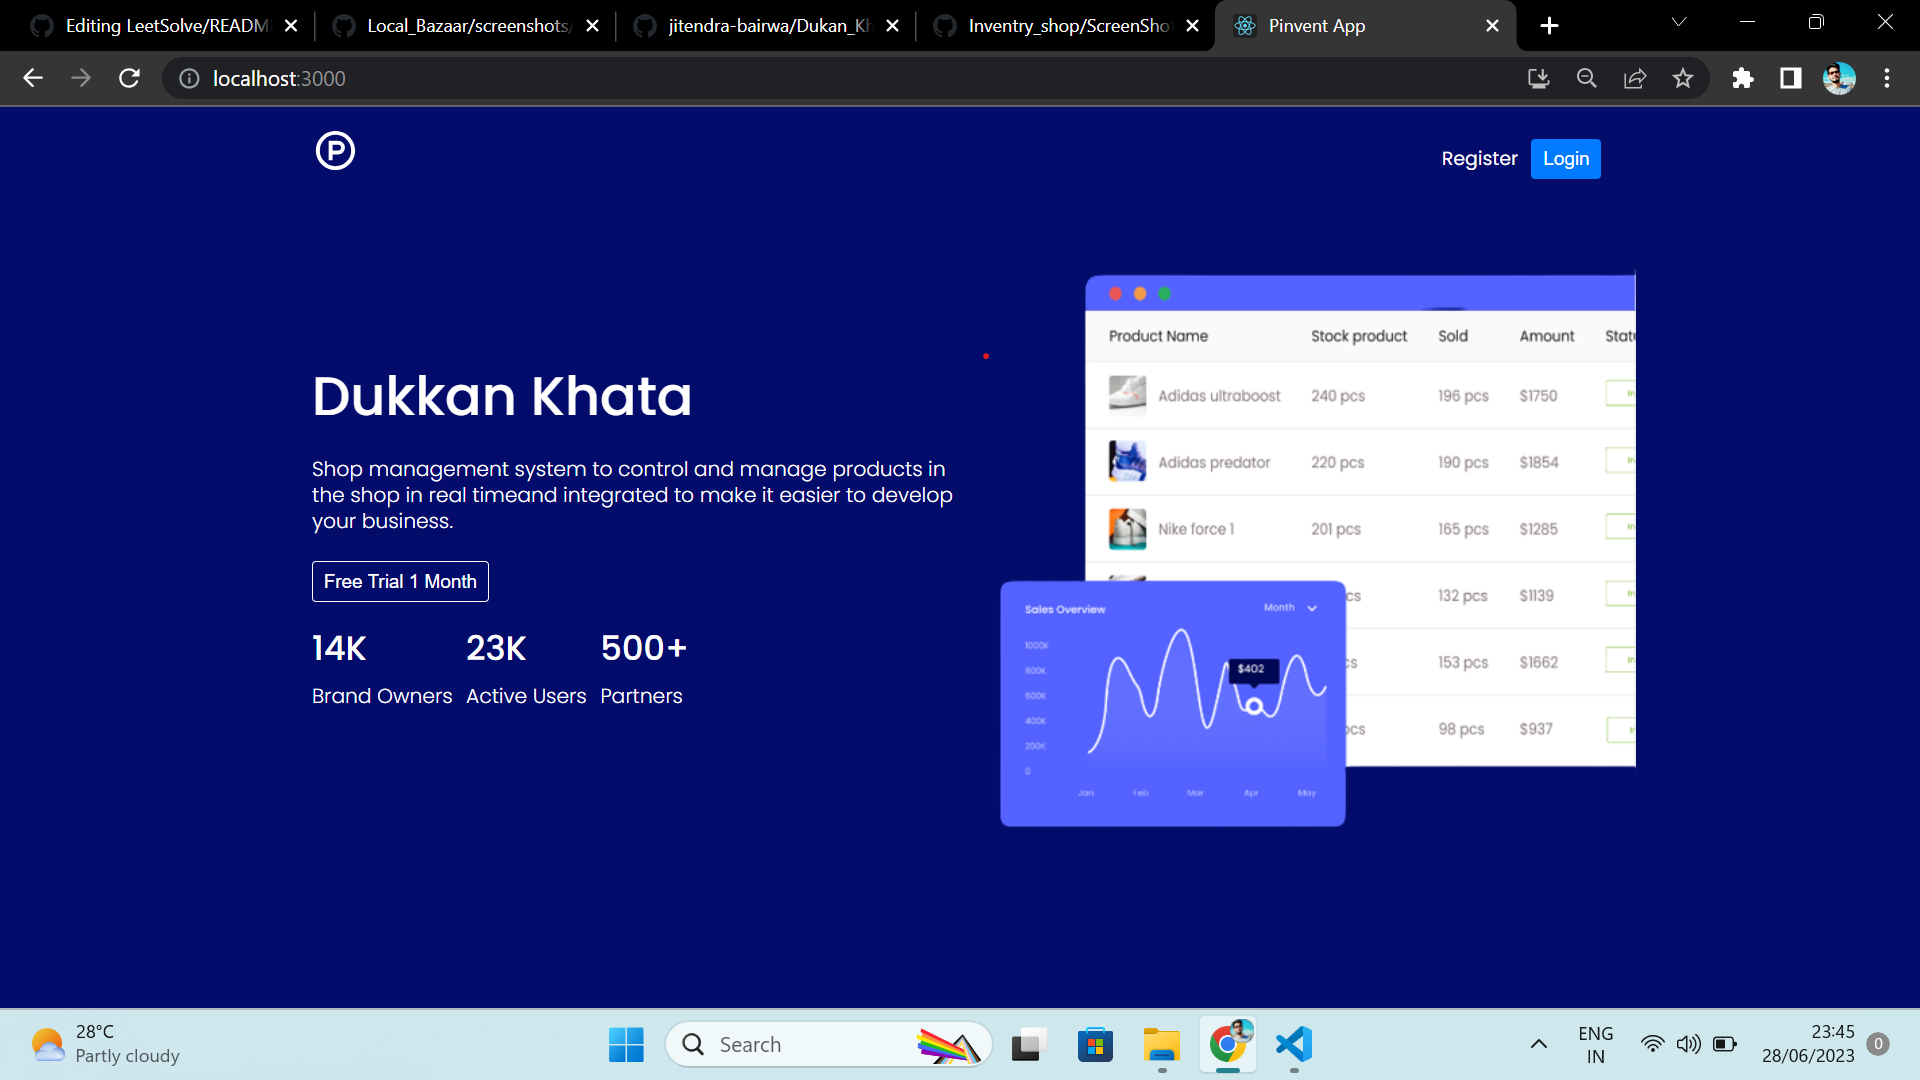 Editing LeetSolve/READM
Local_Bazaar/screenshots/
jitendra-bairwa/Dukan_Kh
Inventry_shop/ScreenSho
Pinvent App
localhost:3000
P
Register
Login
Dukkan Khata
Shop management system to control and manage products in
the shop in real timeand integrated to make it easier to develop
your business.
Free Trial 1 Month
14K 23K 500+
Brand Owners Active Users Partners
Product Name Stock product Sold Amount Statu
Adidas ultraboost 240 pcs 196 pcs $1750 In
Adidas predator 220 pcs 190 pcs $1854 In
Nike force 1 201 pcs 165 pcs $1285 In
cs 132 pcs $1139 In
cs 153 pcs $1662 In
pcs 98 pcs $937
Sales Overview Month
1000K
800K
600K
400K
200K
0
$402
Jan Feb Mar Apr May
28°C
Partly cloudy
Search
ENG
IN
23:45
28/06/2023
0